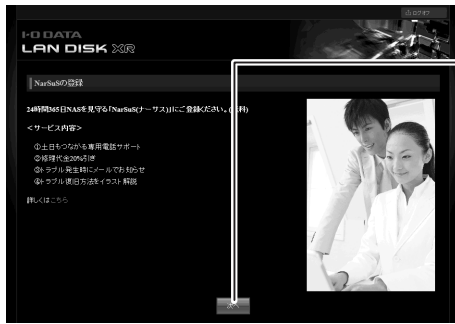 ログオフ
I-O DATA
LAN DISK XR
NarSuSの登録
24時間365日NASを見守る「NarSuS(ナーサス)」にご登録ください。(無料)
＜サービス内容＞
①土日もつながる専用電話サポート
②修理代金20%引き
③トラブル発生時にメールでお知らせ
④トラブル復旧方法をイラスト解説
詳しくはこちら
次へ